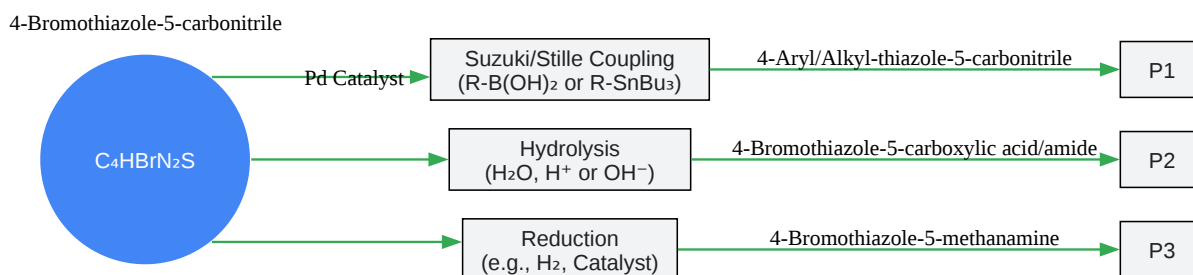 4-Bromothiazole-5-carbonitrile
C₄HBrN₂S
Pd Catalyst
Suzuki/Stille Coupling
(R-B(OH)₂ or R-SnBu₃)
4-Aryl/Alkyl-thiazole-5-carbonitrile
P1
Hydrolysis
(H₂O, H⁺ or OH⁻)
4-Bromothiazole-5-carboxylic acid/amide
P2
Reduction
(e.g., H₂, Catalyst)
4-Bromothiazole-5-methanamine
P3